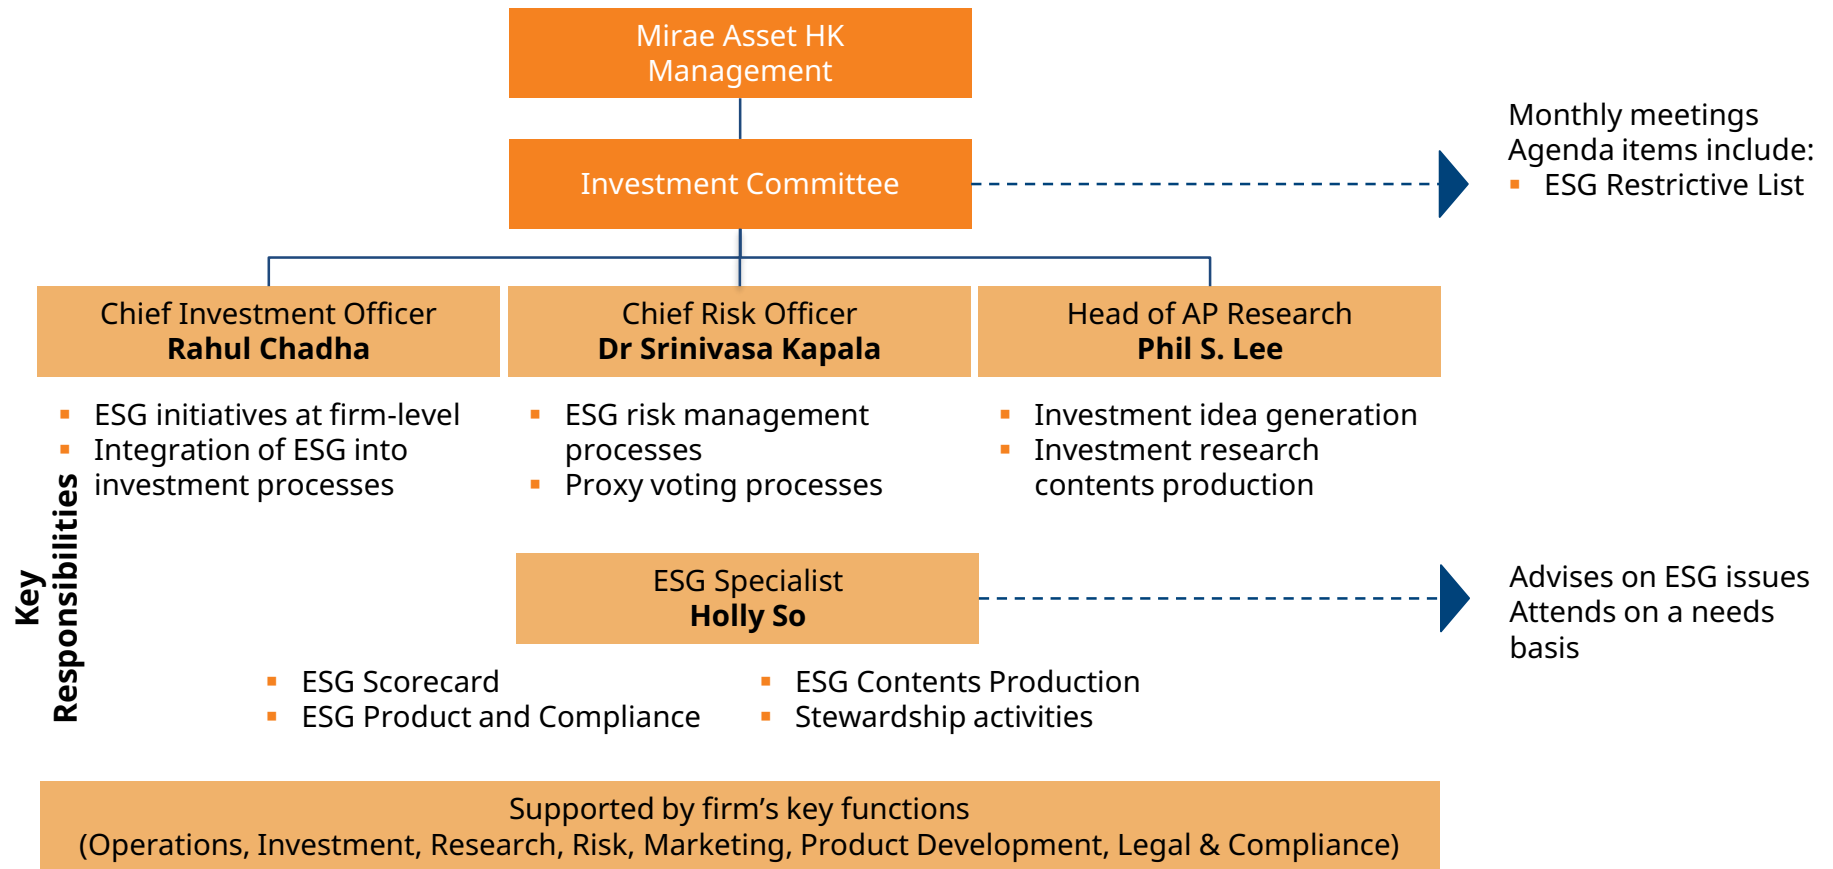 Mirae Asset HK
Management
Monthly meetings
Agenda items include:
▪ ESG Restrictive List
Investment Committee
Chief Investment Officer
Rahul Chadha
Chief Risk Officer
Dr Srinivasa Kapala
Head of AP Research
Phil S. Lee
▪ ESG initiatives at firm-level
▪ Integration of ESG into
investment processes
▪ ESG risk management
processes
▪ Proxy voting processes
▪ Investment idea generation
▪ Investment research
contents production
Key
Responsibilities
ESG Specialist
Holly So
Advises on ESG issues
Attends on a needs
basis
▪ ESG Scorecard
▪ ESG Product and Compliance
▪ ESG Contents Production
▪ Stewardship activities
Supported by firm’s key functions
(Operations, Investment, Research, Risk, Marketing, Product Development, Legal & Compliance)